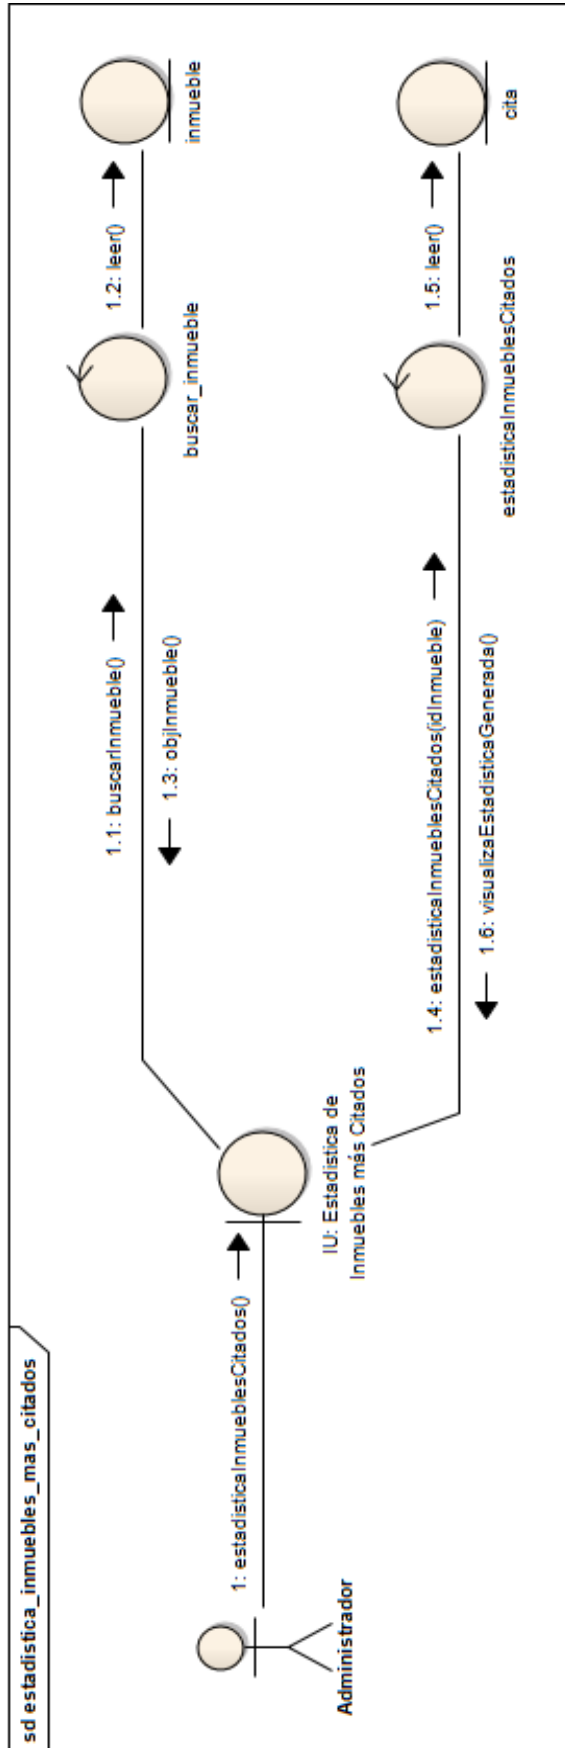 sd estadistica_inmuebles_mas_citados
Administrador
1: estadisticaInmueblesCitados()
IU: Estadistica de
Inmuebles más Citados
1.1: buscarInmueble()
1.3: objInmueble()
buscar_inmueble
1.2: leer()
inmueble
1.4: estadisticaInmueblesCitados(idInmueble)
1.6: visualizaEstadisticaGenerada()
estadisticaInmueblesCitados
1.5: leer()
cita